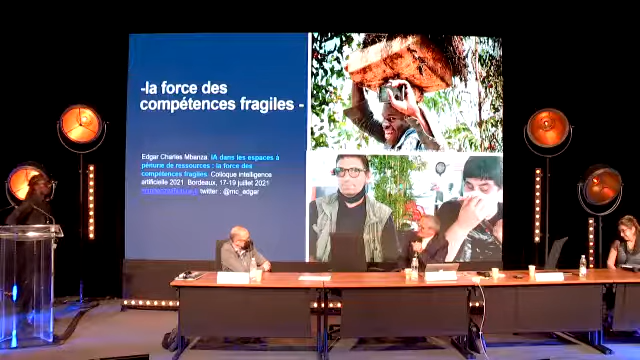 -la force des
compétences fragiles -
Edgar Charles Mbanza. IA dans les espaces à
pénurie de ressources : -la force des
compétences fragiles. Colloque intelligence
artificielle 2021. Bordeaux, 17-19 juillet 2021
twitter : @mc_edgar